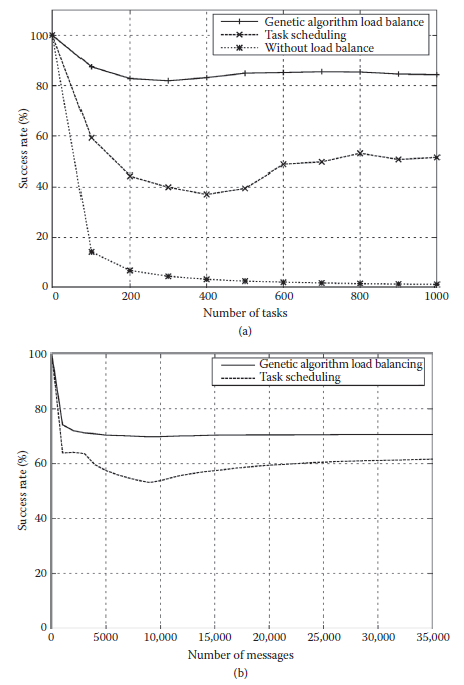 Genetic algorithm load balance
Task scheduling
Without load balance
Success rate (%)
100
80
60
40
20
0
0 200 400 600 800 1000
Number of tasks
(a)
Genetic algorithm load balancing
Task scheduling
Success rate (%)
100
80
60
40
20
0
0 5000 10,000 15,000 20,000 25,000 30,000 35,000
Number of messages
(b)